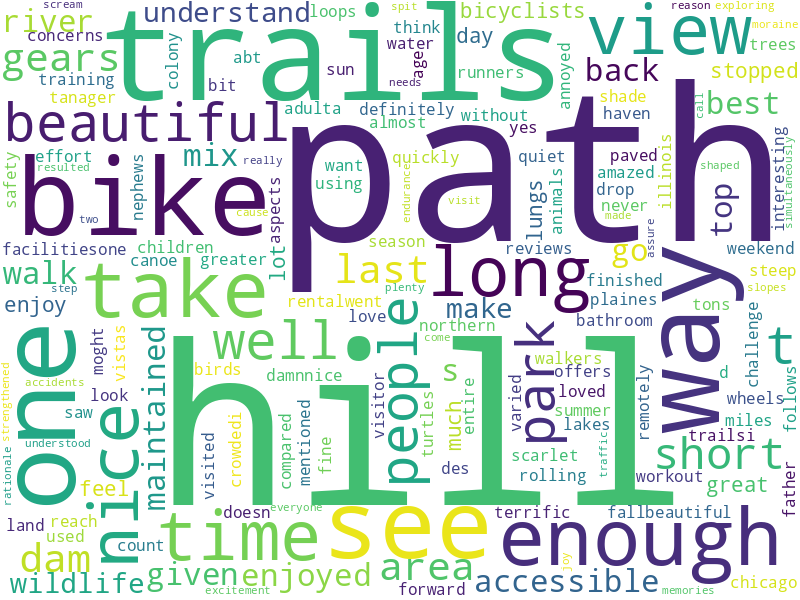 scream
river
trails
understand
loops
spit
bicyclists
view
reason
exploring
moraine
concerns
gears
training
tanager
colony
abt
bit
sun
think
water
ager
day
runners
annoyed
back
stopped
trees
shade
haven
call
best
beautiful
path
adulta
definitely
almost
without
yes
safety
effort
resulted
mix
nephews
really
want
using
quickly
endurance
needs
quiet
lungs
animals
paved
amazed
drop
never
illinois
top
shaped
interesting
simultaneously
bike
two
cause
aspects
lot
visit
made
assure
facilitiesone
children
canoe
greater
season
reviews
go
weekend
walk
step
take
last
long
way
finished
plaines
steep
slopes
enjoy
rentalwent
love
make
bathroom
tons
one
moght
vistas
maintained
well
northern
come
people
park
walkers
offers
loved
summer
lakes
remotely
challenge
t
d
wheels
miles
follows
strengthened
accidents
look
nice
birds
damnnice
visitor
turtles
s
much
entire
varied
saw
understood
rationale
feel
visited
crowdedi
compared
mentioned
fine
hill
des
scarlet
rolling
traffic
trailsi
short
workout
great
father
land
reach
used
count
time
doesn
everyone
see
terrific
enough
fallbeautiful
dam
wildlife
given
excitement
enjoyed
area
forward
accessible
joy
memories
chicago
plenty